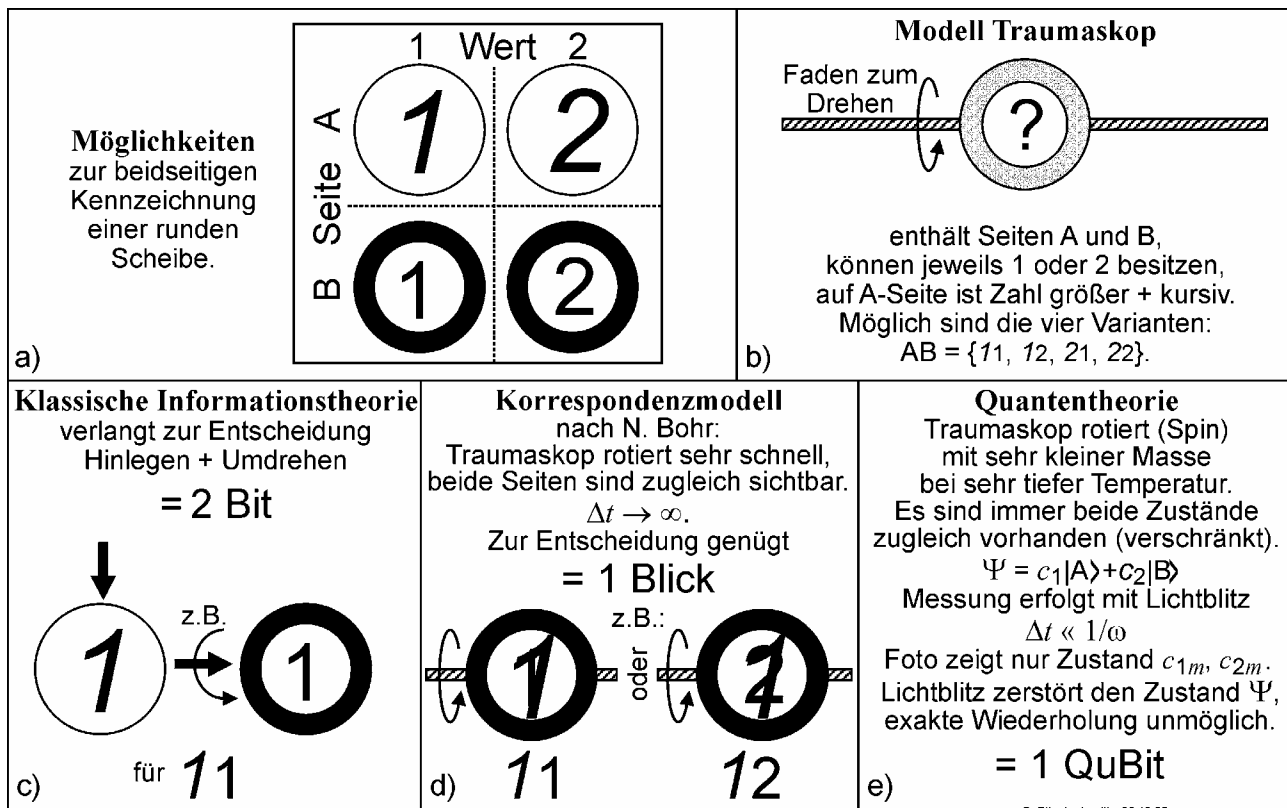 Möglichkeiten
zur beidseitigen
Kennzeichnung
einer runden
Scheibe.
1 Wert 2
Seite A
1 2
B
1 2
a)
Modell Traumaskop
Faden zum
Drehen
?
enthält Seiten A und B,
können jeweils 1 oder 2 besitzen,
auf A-Seite ist Zahl größer + kursiv.
Möglich sind die vier Varianten:
AB = {11, 12, 21, 22}.
b)
Klassische Informationstheorie
verlangt zur Entscheidung
Hinlegen + Umdrehen
= 2 Bit
z.B.
1 1
für 11
c)
Korrespondenzmodell
nach N. Bohr:
Traumaskop rotiert sehr schnell,
beide Seiten sind zugleich sichtbar.
Δt → ∞.
Zur Entscheidung genügt
= 1 Blick
z.B.:
11 oder 12
11 12
d)
Quantentheorie
Traumaskop rotiert (Spin)
mit sehr kleiner Masse
bei sehr tiefer Temperatur.
Es sind immer beide Zustände
zugleich vorhanden (verschränkt).
Ψ = c₁|A⟩+c₂|B⟩
Messung erfolgt mit Lichtblitz
Δt « 1/ω
Foto zeigt nur Zustand c₁ₘ, c₂ₘ.
Lichtblitz zerstört den Zustand Ψ,
exakte Wiederholung unmöglich.
= 1 QuBit
e)